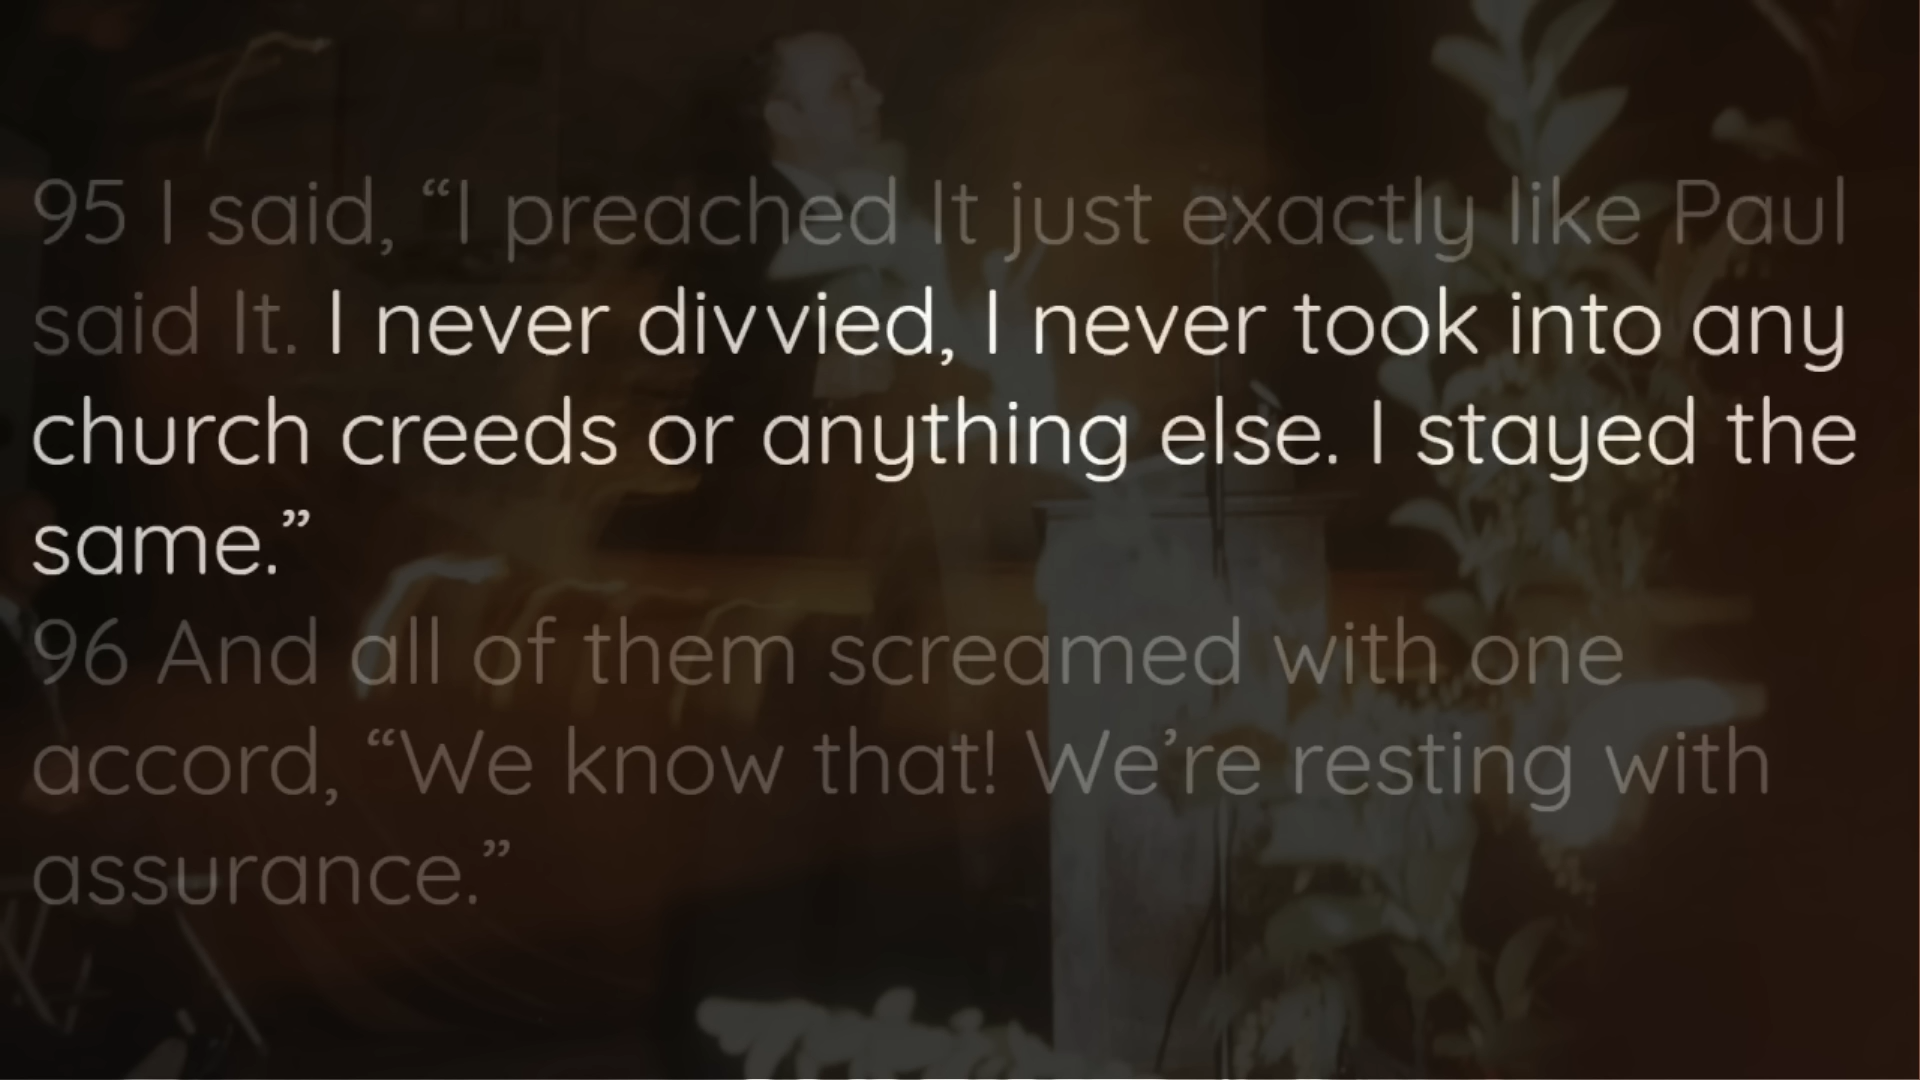 95 I said, “I preached It just exactly like Paul
said It. I never divvied, I never took into any
church creeds or anything else. I stayed the
same.”
96 And all of them screamed with one
accord, “We know that! We’re resting with
assurance.”